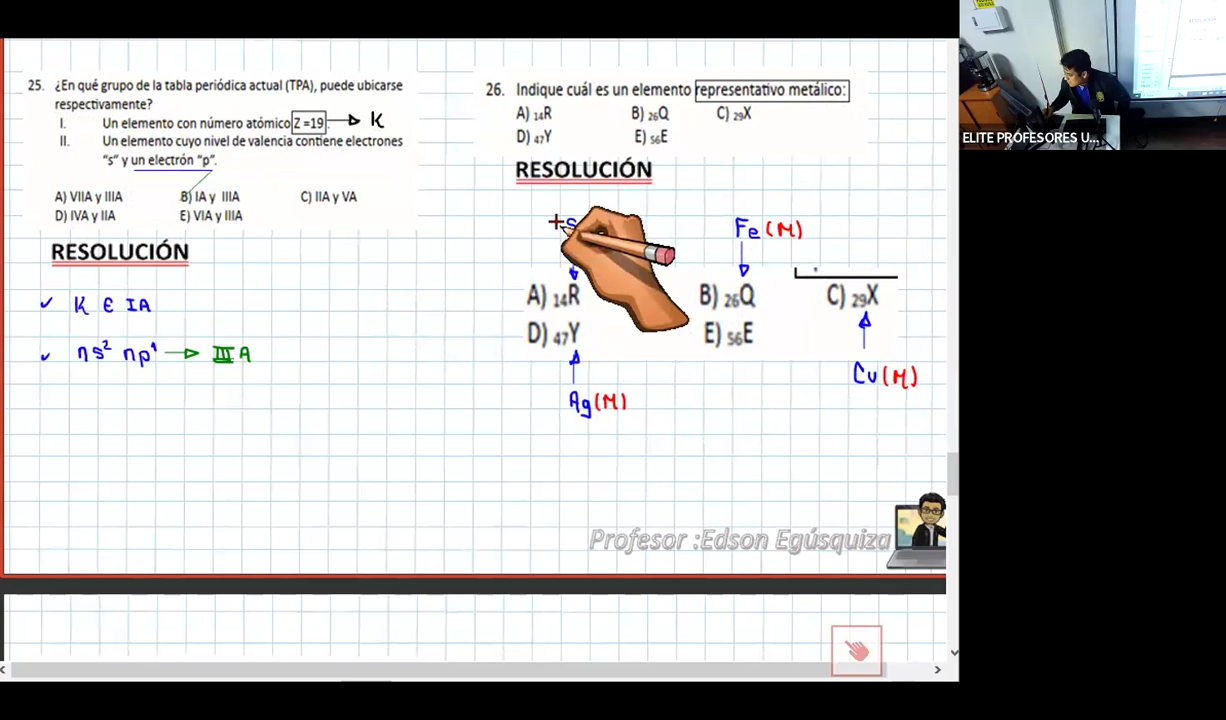 ELITE PROFESORES U...
25. ¿En qué grupo de la tabla periódica actual (TPA), puede ubicarse
respectivamente?
I. Un elemento con número atómico Z =19. K
II. Un elemento cuyo nivel de valencia contiene electrones
“s” y un electrón “p”.
A) VIIA y IIIA B) IA y IIIA C) IIA y VA
D) IVA y IIA E) VIA y IIIA
RESOLUCIÓN
✓ K ∈ IA
✓ ns² np¹ → III A
26. Indique cuál es un elemento representativo metálico:
A) ₁₄R B) ₂₆Q C) ₂₉X
D) ₄₇Y E) ₅₆E
RESOLUCIÓN
Fe (M)
A) ₁₄R B) ₂₆Q C) ₂₉X
D) ₄₇Y E) ₅₆E
Cu (M)
Ag (M)
Profesor :Edson Egúsquiza